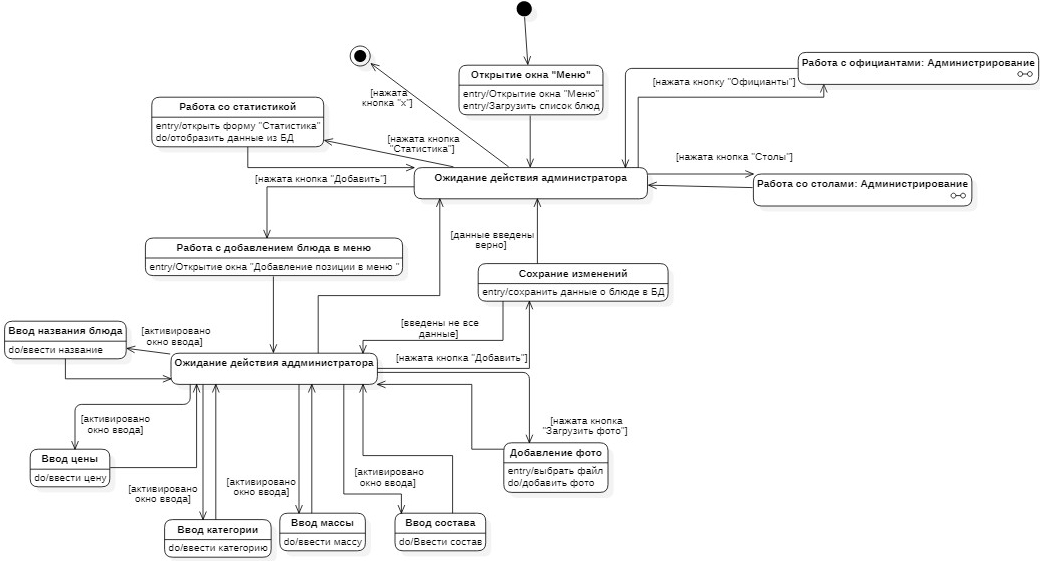 Открытие окна "Меню"
entry/Открытие окна "Меню"
entry/Загрузить список блюд
Работа с официантами: Администрирование
[нажата кнопку "Официанты"]
[нажата
кнопка "х"]
Работа со статистикой
entry/открыть форму "Статистика"
do/отобразить данные из БД
[нажата кнопка
"Статистика"]
[нажата кнопка "Столы"]
[нажата кнопка "Добавить"]
Ожидание действия администратора
Работа со столами: Администрирование
Работа с добавлением блюда в меню
entry/Открытие окна "Добавление позиции в меню "
[данные введены
верно]
Сохрание изменений
entry/сохранить данные о блюде в БД
Ввод названия блюда
do/ввести название
[активировано
окно ввода]
[введены не все
данные]
[нажата кнопка "Добавить"]
Ожидание действия аддминистратора
[активировано
окно ввода]
[нажата кнопка
"Загрузить фото"]
Ввод цены
do/ввести цену
Добавление фото
entry/выбрать файл
do/добавить фото
[активировано
окно ввода]
[активировано
окно ввода]
[активировано
окно ввода]
Ввод категории
do/ввести категорию
Ввод массы
do/ввести массу
Ввод состава
do/Ввести состав